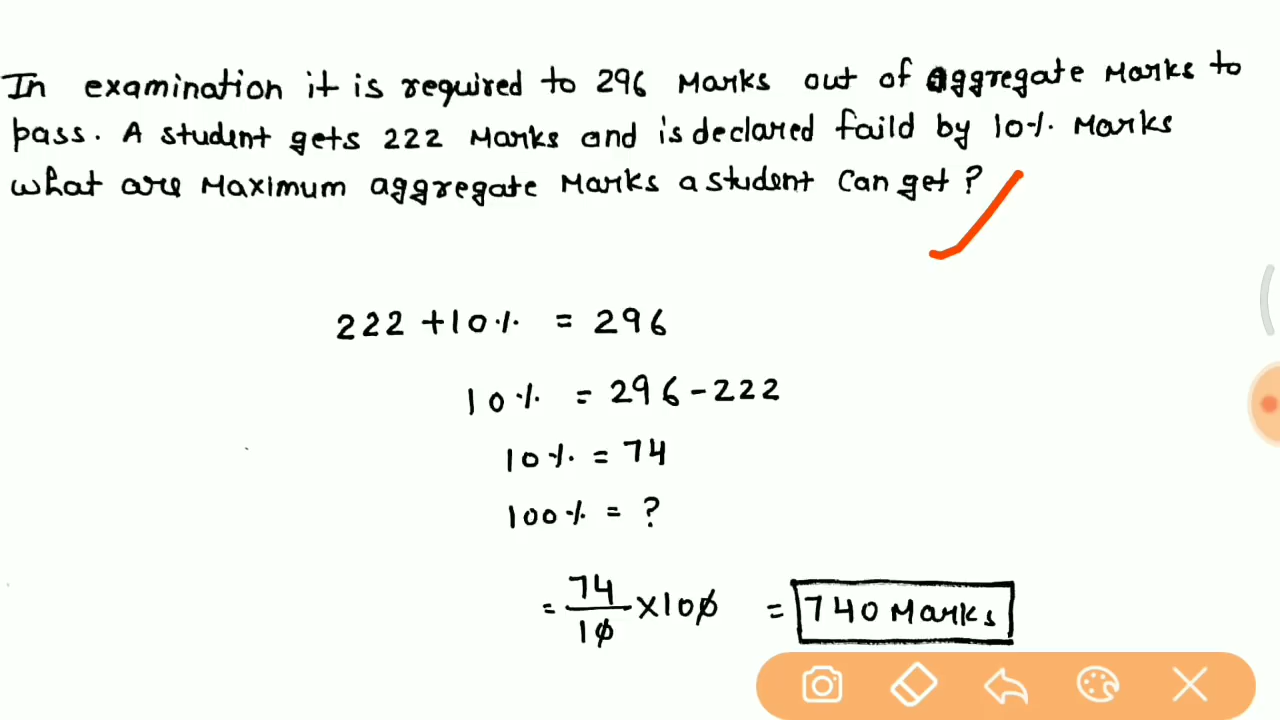 In examination it is required to 296 Marks out of aggregate Marks to
pass. A student gets 222 Marks and is declared faild by 10% Marks
what are Maximum aggregate Marks a student can get ?
222 + 10% = 296
10% = 296 - 222
10% = 74
100% = ?
= 74/10 × 100 = 740 Marks